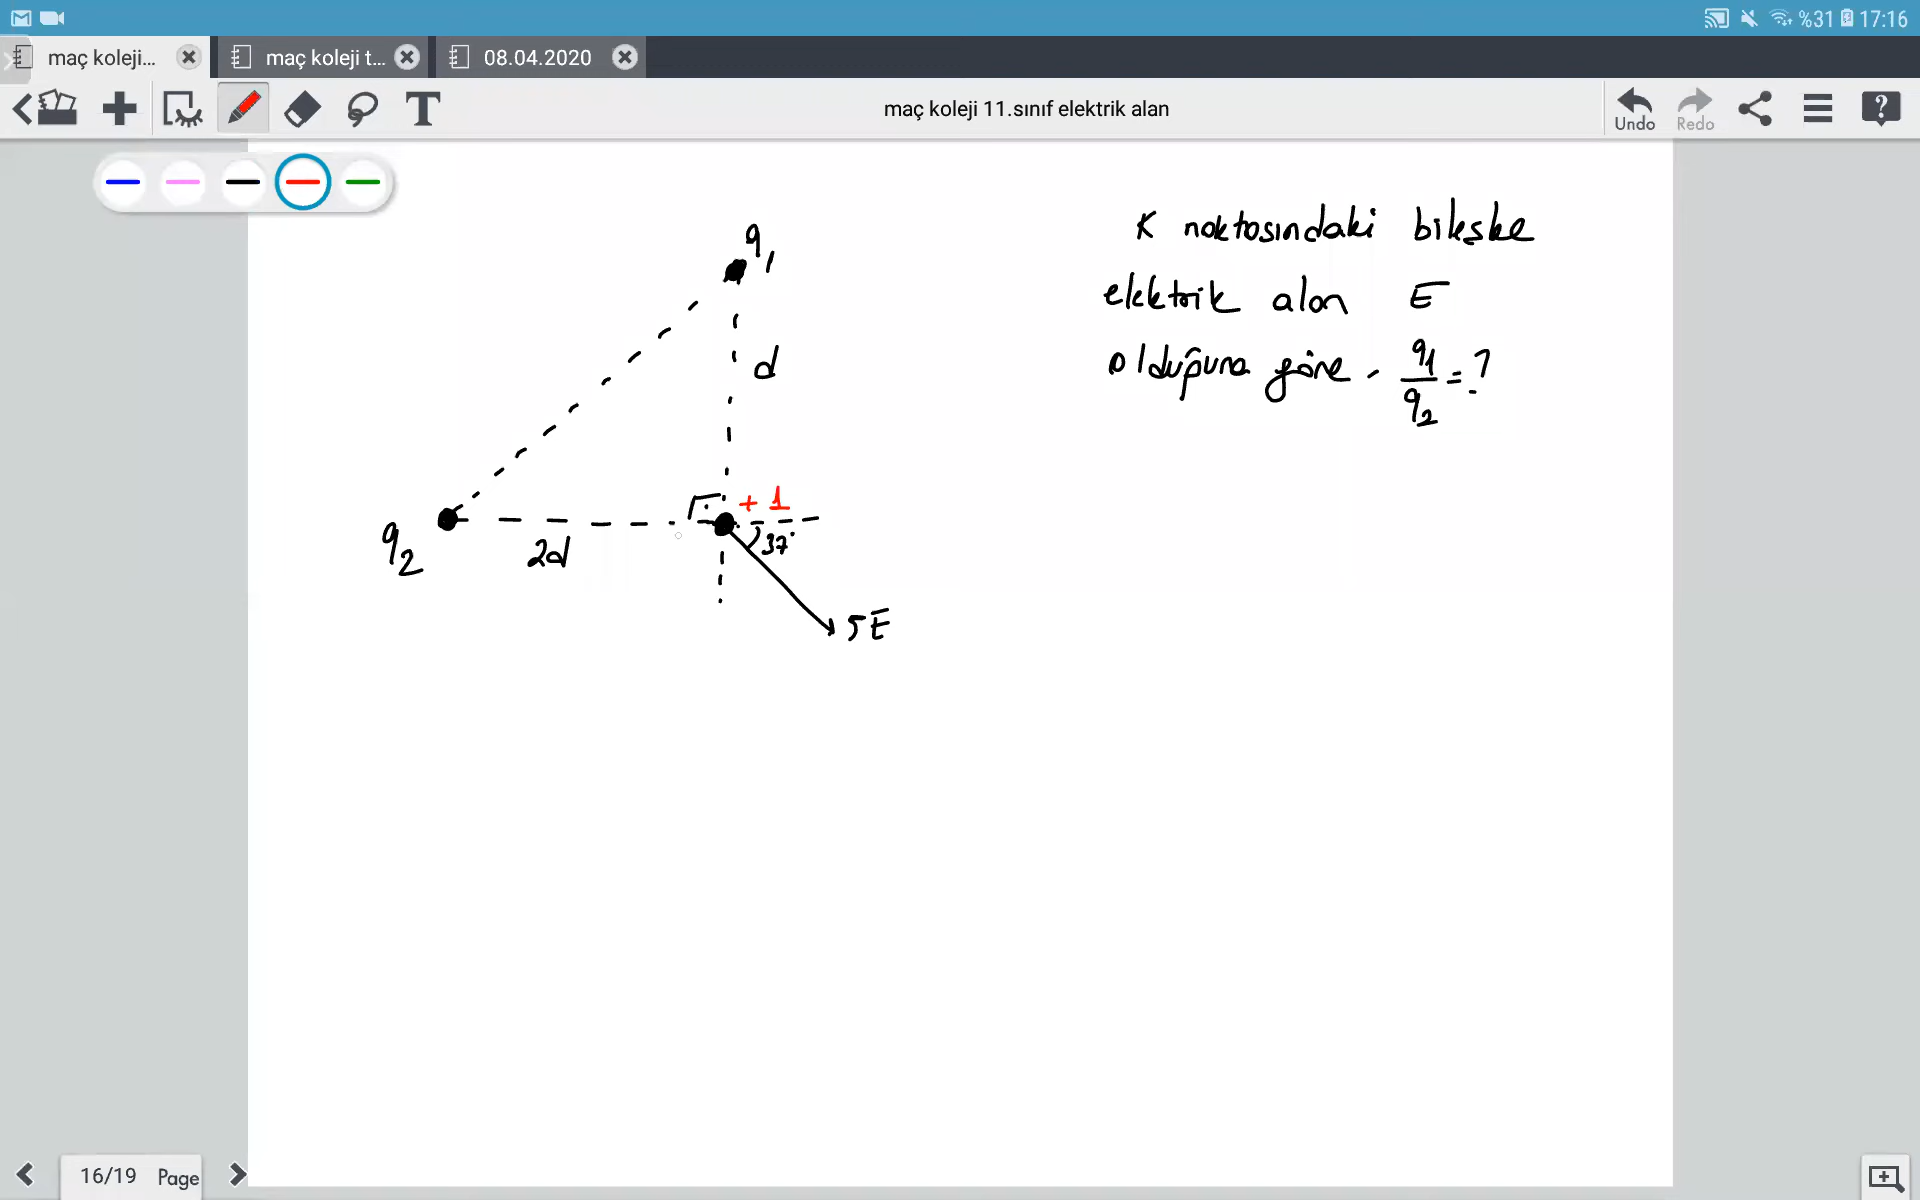 %31 17:16
maç koleji... maç koleji t... 08.04.2020
T maç koleji 11.sınıf elektrik alan Undo Redo
q1
K noktasındaki bileşke
elektrik alan E
olduğuna göre, q1/q2 = ?
d
+1
37°
q2
2d
5E
16/19 Page